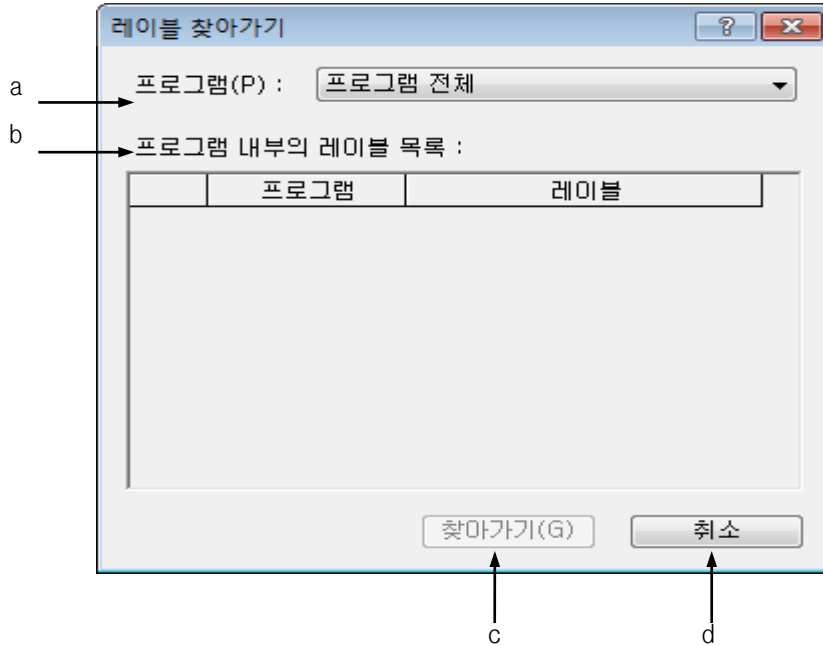 레이블 찾아가기
a
프로그램(P) : 프로그램 전체
b
프로그램 내부의 레이블 목록 :
프로그램 레이블
찾아가기(G) 취소
c d